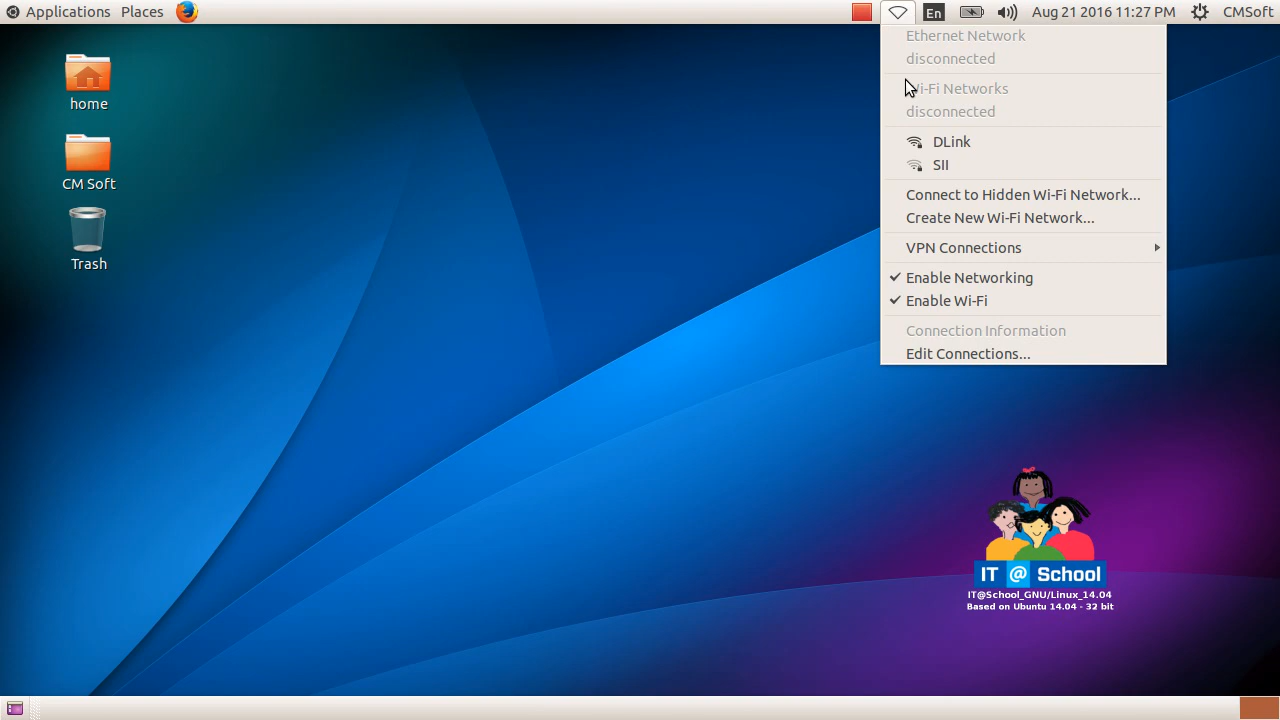 Applications Places En Aug 21 2016 11:27 PM CMSoft
home
CM Soft
Trash
Ethernet Network
disconnected
Wi-Fi Networks
disconnected
DLink
SII
Connect to Hidden Wi-Fi Network...
Create New Wi-Fi Network...
VPN Connections
Enable Networking
Enable Wi-Fi
Connection Information
Edit Connections...
IT @ School
IT@School_GNU/Linux_14.04
Based on Ubuntu 14.04 - 32 bit